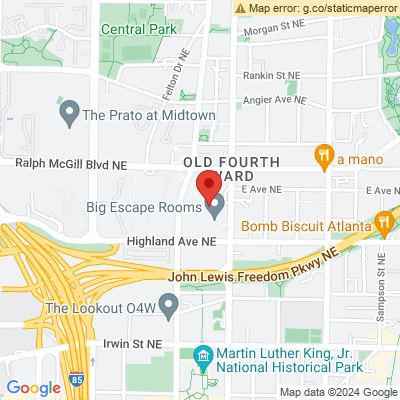 Map error: g.co/staticmaperror
Central Park
Morgan St NE
Felton Dr NE
Rankin St NE
Angier Ave NE
The Prato at Midtown
Ralph McGill Blvd NE
OLD FOURTH
WARD
a mano
E Ave NE
E Ave NE
Big Escape Rooms
Bomb Biscuit Atlanta
Highland Ave NE
John Lewis Freedom Pkwy NE
Sampson St NE
The Lookout O4W
Irwin St NE
Martin Luther King, Jr.
National Historical Park
85
Google
Map data ©2024 Google